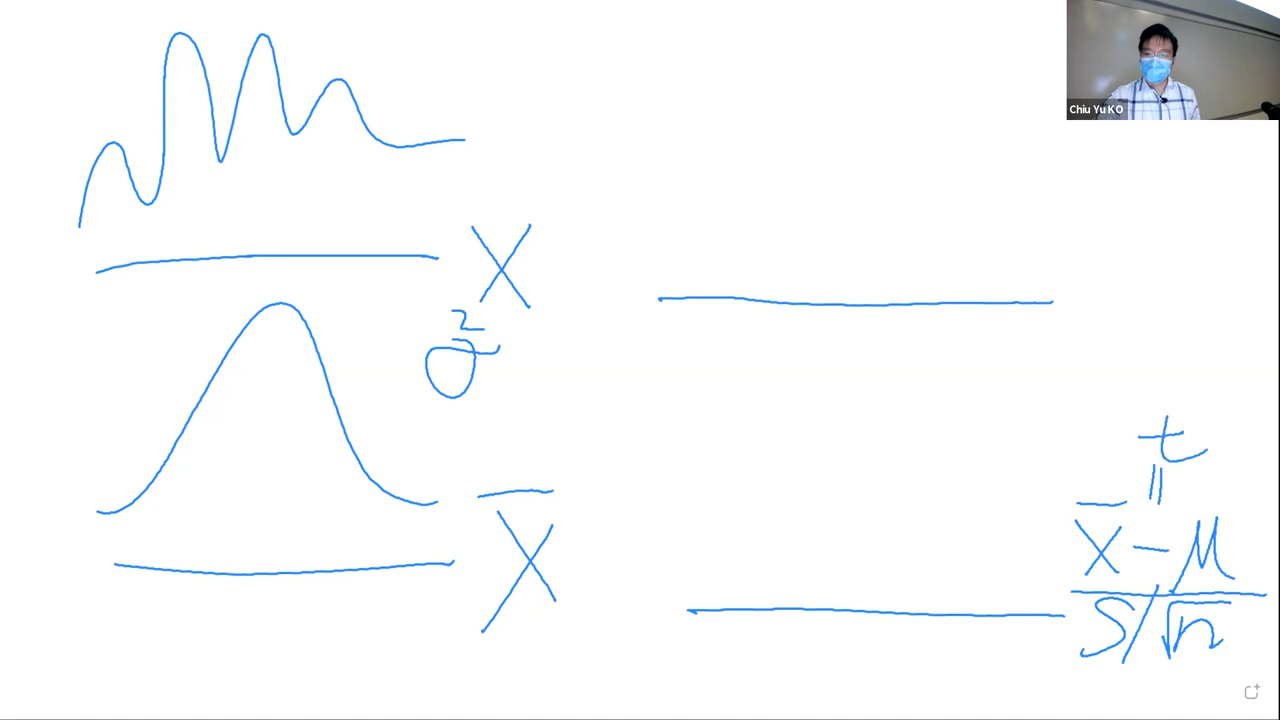 Chiu Yu KO
X
σ²
X̄
t
=
X̄ - μ
S/√n